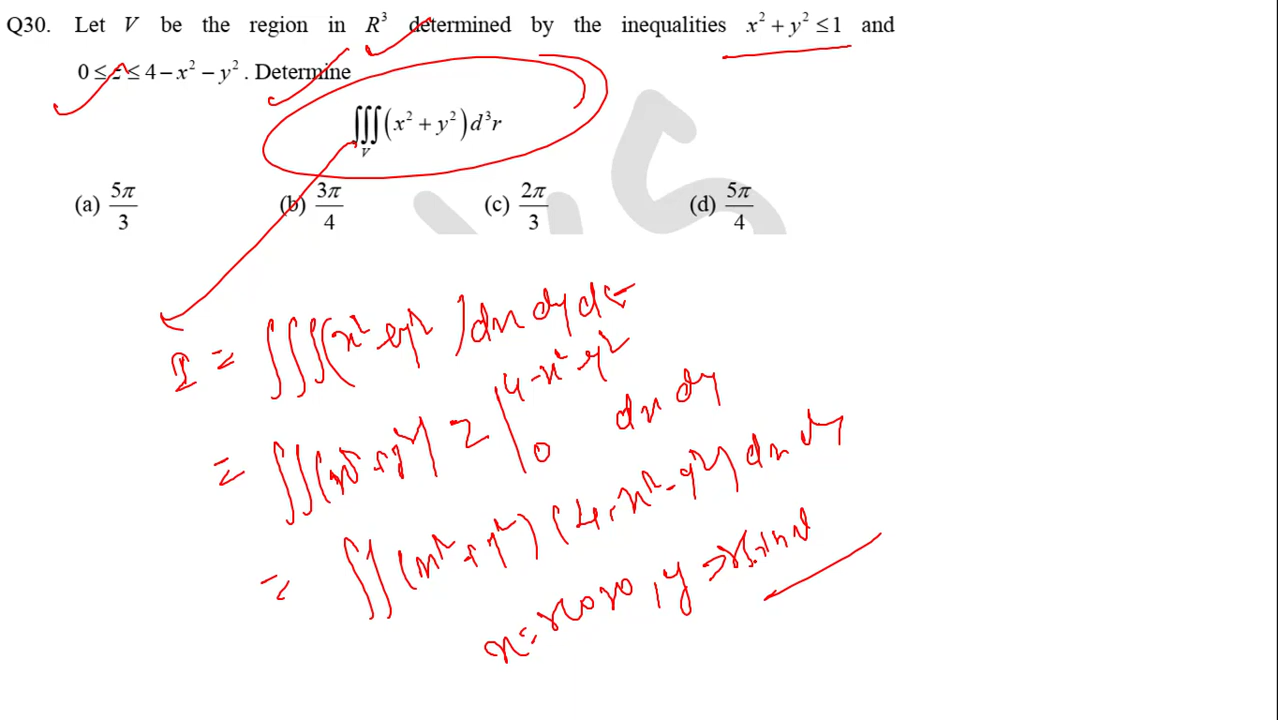 Q30. Let V be the region in R³ determined by the inequalities x² + y² ≤ 1 and
0 ≤ z ≤ 4 − x² − y². Determine
∭_V (x² + y²) d³r
(a) 5π/3 (b) 3π/4 (c) 2π/3 (d) 5π/4
I = ∭(x² + y²) dx dy dz
= ∬(x² + y²) z |₀^(4−x²−y²) dx dy
= ∬(x² + y²) (4 − x² − y²) dx dy
x = r cos θ, y = r sin θ